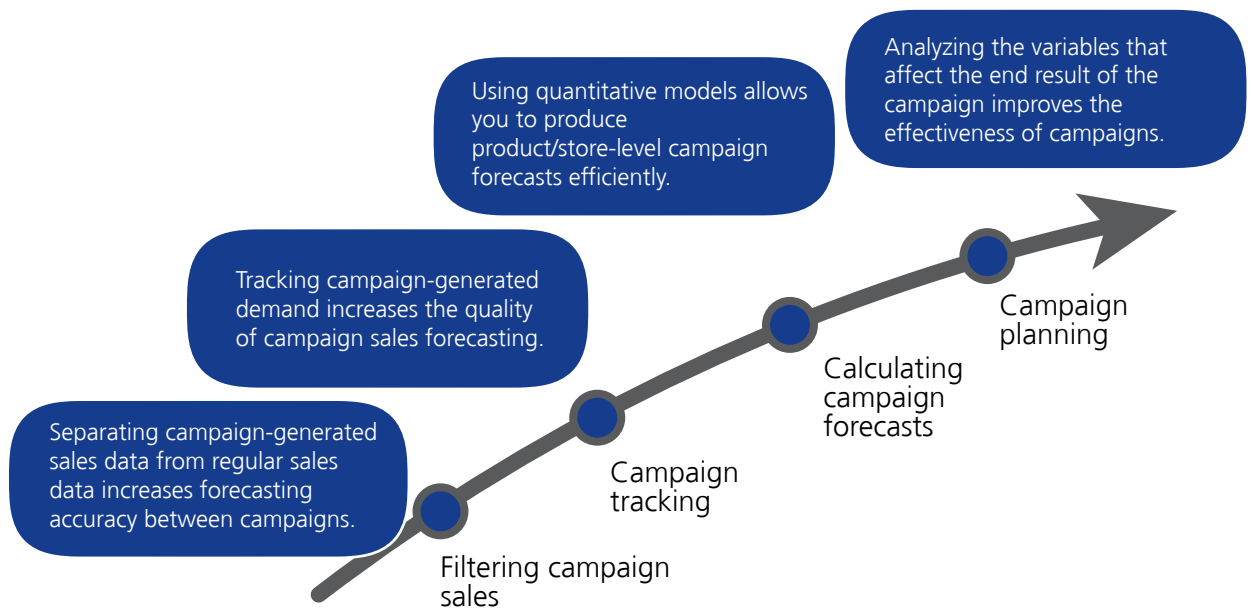 Analyzing the variables that
affect the end result of the
campaign improves the
effectiveness of campaigns.
Using quantitative models allows
you to produce
product/store-level campaign
forecasts efficiently.
Tracking campaign-generated
demand increases the quality
of campaign sales forecasting.
Separating campaign-generated
sales data from regular sales
data increases forecasting
accuracy between campaigns.
Campaign
planning
Calculating
campaign
forecasts
Campaign
tracking
Filtering campaign
sales